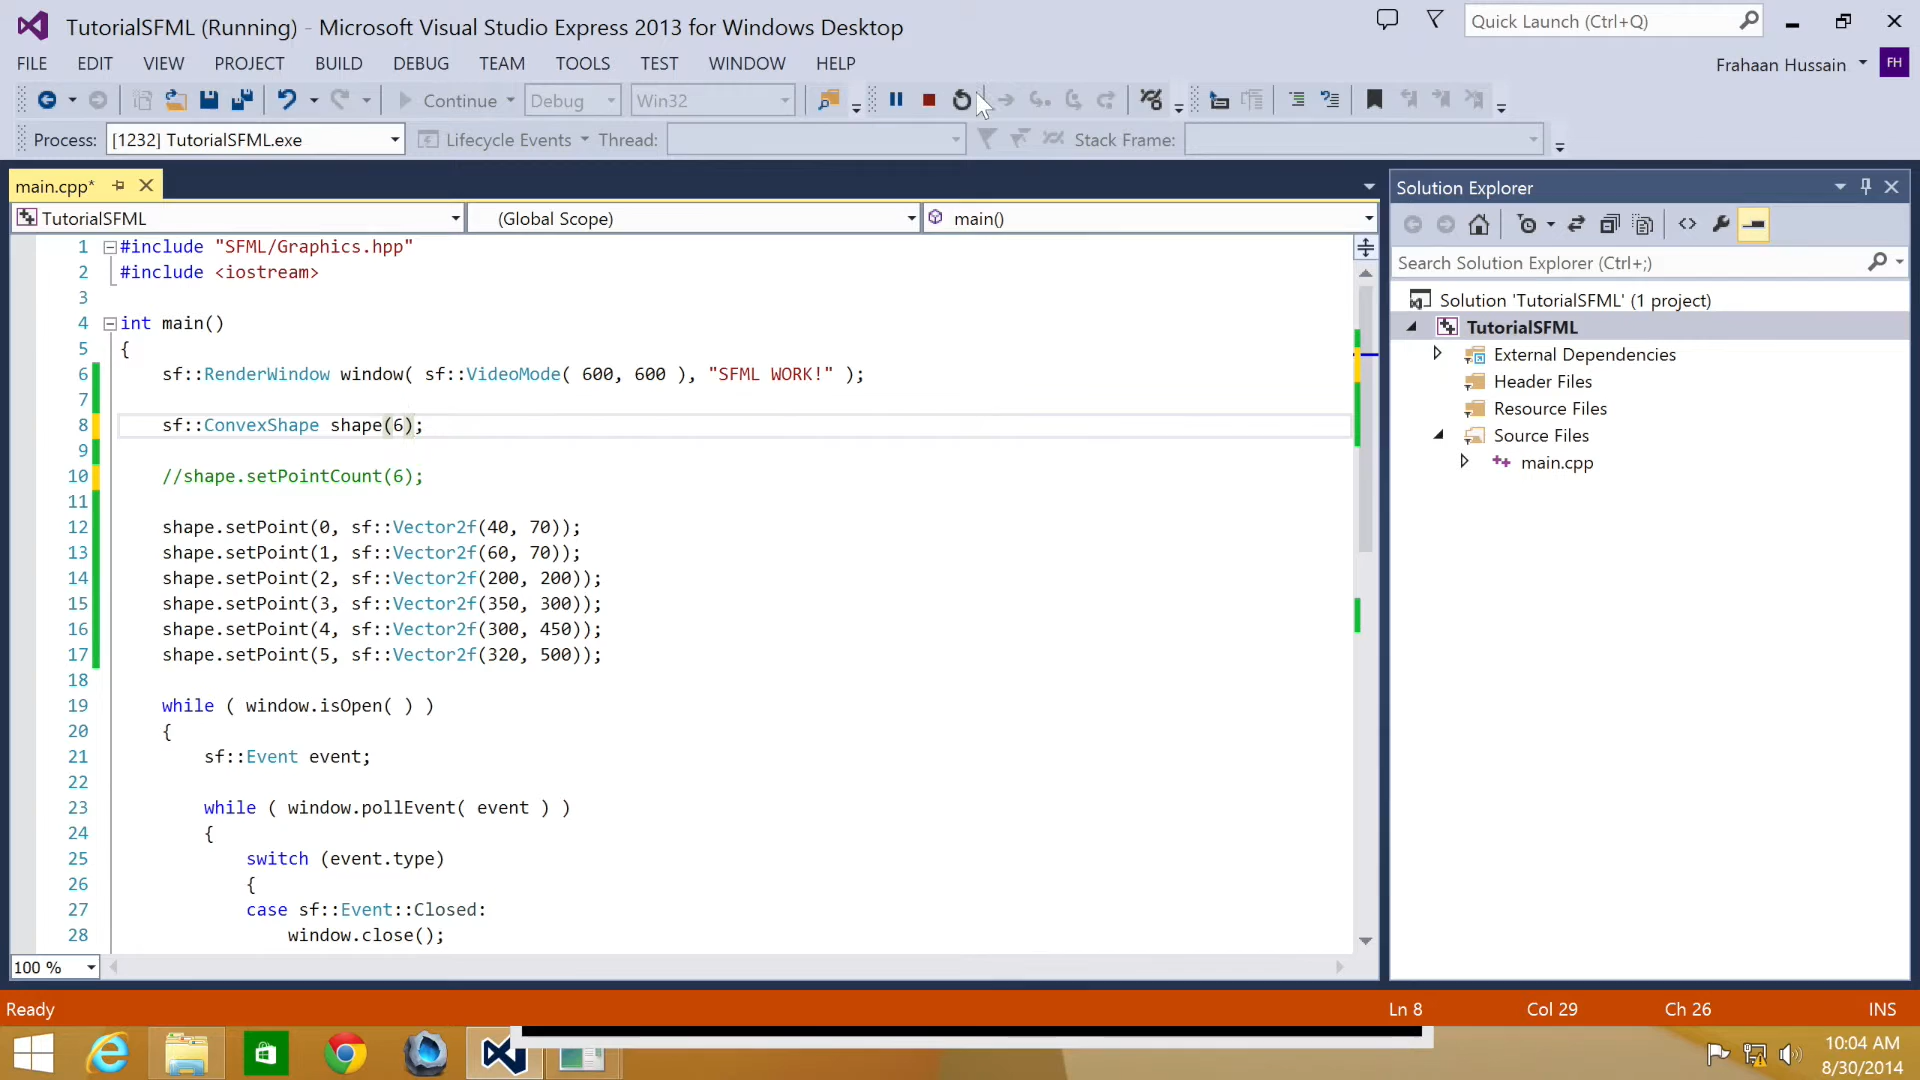 TutorialSFML (Running) - Microsoft Visual Studio Express 2013 for Windows Desktop
Quick Launch (Ctrl+Q)
FILE EDIT VIEW PROJECT BUILD DEBUG TEAM TOOLS TEST WINDOW HELP
Frahaan Hussain FH
Continue Debug Win32
Process: [1232] TutorialSFML.exe Lifecycle Events Thread: Stack Frame:
main.cpp*
TutorialSFML (Global Scope) main()
1 #include "SFML/Graphics.hpp"
2 #include <iostream>
3
4 int main()
5 {
6 sf::RenderWindow window( sf::VideoMode( 600, 600 ), "SFML WORK!" );
7
8 sf::ConvexShape shape(6);
9
10 //shape.setPointCount(6);
11
12 shape.setPoint(0, sf::Vector2f(40, 70));
13 shape.setPoint(1, sf::Vector2f(60, 70));
14 shape.setPoint(2, sf::Vector2f(200, 200));
15 shape.setPoint(3, sf::Vector2f(350, 300));
16 shape.setPoint(4, sf::Vector2f(300, 450));
17 shape.setPoint(5, sf::Vector2f(320, 500));
18
19 while ( window.isOpen( ) )
20 {
21 sf::Event event;
22
23 while ( window.pollEvent( event ) )
24 {
25 switch (event.type)
26 {
27 case sf::Event::Closed:
28 window.close();
100 %
Solution Explorer
Search Solution Explorer (Ctrl+;)
Solution 'TutorialSFML' (1 project)
TutorialSFML
External Dependencies
Header Files
Resource Files
Source Files
main.cpp
Ready Ln 8 Col 29 Ch 26 INS
10:04 AM
8/30/2014